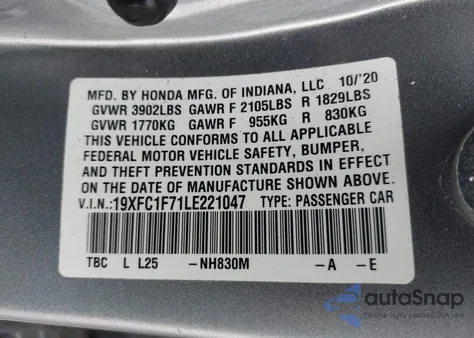 MFD. BY HONDA MFG. OF INDIANA, LLC 10/'20
GVWR 3902LBS GAWR F 2105LBS R 1829LBS
GVWR 1770KG GAWR F 955KG R 830KG
THIS VEHICLE CONFORMS TO ALL APPLICABLE
FEDERAL MOTOR VEHICLE SAFETY, BUMPER,
AND THEFT PREVENTION STANDARDS IN EFFECT
ON THE DATE OF MANUFACTURE SHOWN ABOVE.
V.I.N.:19XFC1F71LE221047 TYPE: PASSENGER CAR
TBC L L25 -NH830M -A -E
autoSnap